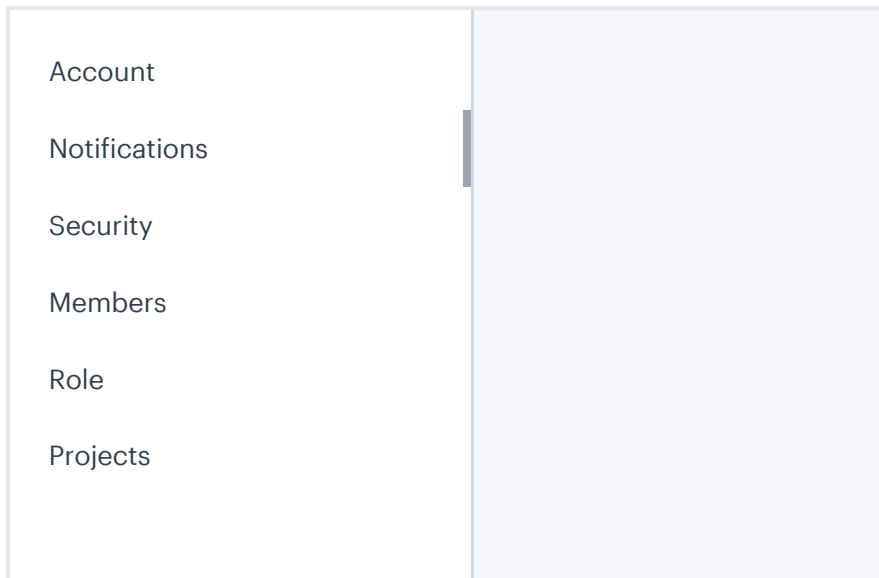 Account
Notifications
Security
Members
Role
Projects